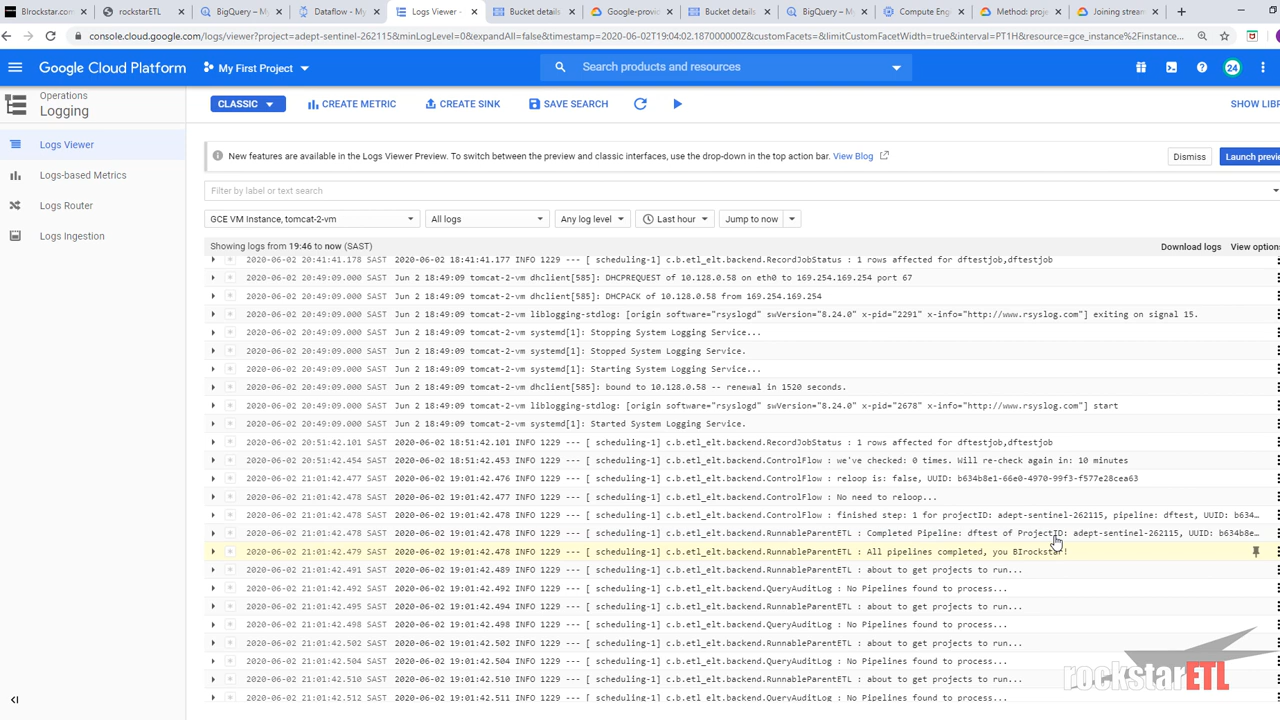 BIrockstar.com
rockstarETL
BigQuery – My
Dataflow - My
Logs Viewer -
Bucket details
Google-provid
Bucket details
BigQuery – My
Compute Engi
Method: proje
Joining stream
console.cloud.google.com/logs/viewer?project=adept-sentinel-262115&minLogLevel=0&expandAll=false&timestamp=2020-06-02T19:04:02.187000000Z&customFacets=&limitCustomFacetWidth=true&interval=PT1H&resource=gce_instance%2Finstance...
Google Cloud Platform
My First Project
Search products and resources
24
Operations
Logging
CLASSIC
CREATE METRIC
CREATE SINK
SAVE SEARCH
SHOW LIBR
Logs Viewer
Logs-based Metrics
Logs Router
Logs Ingestion
New features are available in the Logs Viewer Preview. To switch between the preview and classic interfaces, use the drop-down in the top action bar. View Blog
Dismiss
Launch previe
Filter by label or text search
GCE VM Instance, tomcat-2-vm
All logs
Any log level
Last hour
Jump to now
Showing logs from 19:46 to now (SAST)
Download logs
View options
2020-06-02 20:41:41.178 SAST 2020-06-02 18:41:41.177 INFO 1229 --- [ scheduling-1] c.b.etl_elt.backend.RecordJobStatus : 1 rows affected for dftestjob,dftestjob
2020-06-02 20:49:09.000 SAST Jun 2 18:49:09 tomcat-2-vm dhclient[585]: DHCPREQUEST of 10.128.0.58 on eth0 to 169.254.169.254 port 67
2020-06-02 20:49:09.000 SAST Jun 2 18:49:09 tomcat-2-vm dhclient[585]: DHCPACK of 10.128.0.58 from 169.254.169.254
2020-06-02 20:49:09.000 SAST Jun 2 18:49:09 tomcat-2-vm liblogging-stdlog: [origin software="rsyslogd" swVersion="8.24.0" x-pid="2291" x-info="http://www.rsyslog.com"] exiting on signal 15.
2020-06-02 20:49:09.000 SAST Jun 2 18:49:09 tomcat-2-vm systemd[1]: Stopping System Logging Service...
2020-06-02 20:49:09.000 SAST Jun 2 18:49:09 tomcat-2-vm systemd[1]: Stopped System Logging Service.
2020-06-02 20:49:09.000 SAST Jun 2 18:49:09 tomcat-2-vm systemd[1]: Starting System Logging Service...
2020-06-02 20:49:09.000 SAST Jun 2 18:49:09 tomcat-2-vm dhclient[585]: bound to 10.128.0.58 -- renewal in 1520 seconds.
2020-06-02 20:49:09.000 SAST Jun 2 18:49:09 tomcat-2-vm liblogging-stdlog: [origin software="rsyslogd" swVersion="8.24.0" x-pid="2678" x-info="http://www.rsyslog.com"] start
2020-06-02 20:49:09.000 SAST Jun 2 18:49:09 tomcat-2-vm systemd[1]: Started System Logging Service.
2020-06-02 20:51:42.101 SAST 2020-06-02 18:51:42.101 INFO 1229 --- [ scheduling-1] c.b.etl_elt.backend.RecordJobStatus : 1 rows affected for dftestjob,dftestjob
2020-06-02 20:51:42.454 SAST 2020-06-02 18:51:42.453 INFO 1229 --- [ scheduling-1] c.b.etl_elt.backend.ControlFlow : we've checked: 0 times. Will re-check again in: 10 minutes
2020-06-02 21:01:42.477 SAST 2020-06-02 19:01:42.476 INFO 1229 --- [ scheduling-1] c.b.etl_elt.backend.ControlFlow : reloop is: false, UUID: b634b8e1-66e0-4970-99f3-f577e28cea63
2020-06-02 21:01:42.478 SAST 2020-06-02 19:01:42.477 INFO 1229 --- [ scheduling-1] c.b.etl_elt.backend.ControlFlow : No need to reloop...
2020-06-02 21:01:42.478 SAST 2020-06-02 19:01:42.478 INFO 1229 --- [ scheduling-1] c.b.etl_elt.backend.ControlFlow : finished step: 1 for projectID: adept-sentinel-262115, pipeline: dftest, UUID: b634...
2020-06-02 21:01:42.478 SAST 2020-06-02 19:01:42.478 INFO 1229 --- [ scheduling-1] c.b.etl_elt.backend.RunnableParentETL : Completed Pipeline: dftest of ProjectID: adept-sentinel-262115, UUID: b634b8e...
2020-06-02 21:01:42.479 SAST 2020-06-02 19:01:42.478 INFO 1229 --- [ scheduling-1] c.b.etl_elt.backend.RunnableParentETL : All pipelines completed, you BIrockstar!
2020-06-02 21:01:42.491 SAST 2020-06-02 19:01:42.489 INFO 1229 --- [ scheduling-1] c.b.etl_elt.backend.RunnableParentETL : about to get projects to run...
2020-06-02 21:01:42.492 SAST 2020-06-02 19:01:42.492 INFO 1229 --- [ scheduling-1] c.b.etl_elt.backend.QueryAuditLog : No Pipelines found to process...
2020-06-02 21:01:42.495 SAST 2020-06-02 19:01:42.494 INFO 1229 --- [ scheduling-1] c.b.etl_elt.backend.RunnableParentETL : about to get projects to run...
2020-06-02 21:01:42.498 SAST 2020-06-02 19:01:42.498 INFO 1229 --- [ scheduling-1] c.b.etl_elt.backend.QueryAuditLog : No Pipelines found to process...
2020-06-02 21:01:42.502 SAST 2020-06-02 19:01:42.502 INFO 1229 --- [ scheduling-1] c.b.etl_elt.backend.RunnableParentETL : about to get projects to run...
2020-06-02 21:01:42.504 SAST 2020-06-02 19:01:42.504 INFO 1229 --- [ scheduling-1] c.b.etl_elt.backend.QueryAuditLog : No Pipelines found to process...
2020-06-02 21:01:42.510 SAST 2020-06-02 19:01:42.510 INFO 1229 --- [ scheduling-1] c.b.etl_elt.backend.RunnableParentETL : about to get projects to run...
2020-06-02 21:01:42.512 SAST 2020-06-02 19:01:42.511 INFO 1229 --- [ scheduling-1] c.b.etl_elt.backend.QueryAuditLog : No Pipelines found to process...
rockstarETL